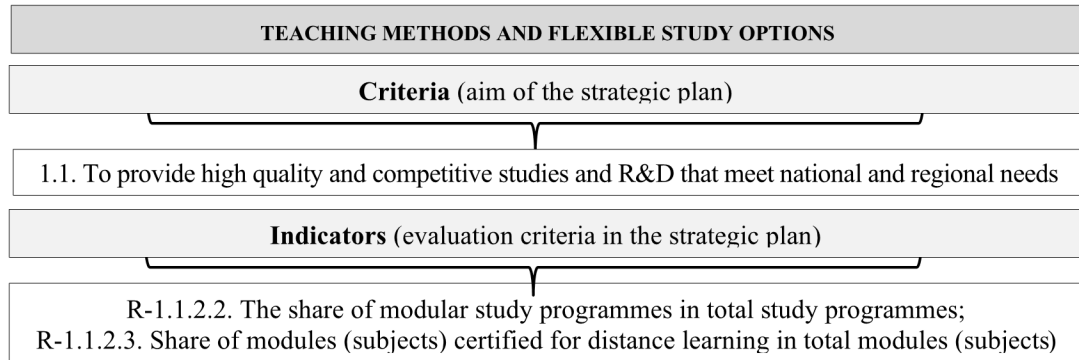 TEACHING METHODS AND FLEXIBLE STUDY OPTIONS
Criteria (aim of the strategic plan)
1.1. To provide high quality and competitive studies and R&D that meet national and regional needs
Indicators (evaluation criteria in the strategic plan)
R-1.1.2.2. The share of modular study programmes in total study programmes;
R-1.1.2.3. Share of modules (subjects) certified for distance learning in total modules (subjects)